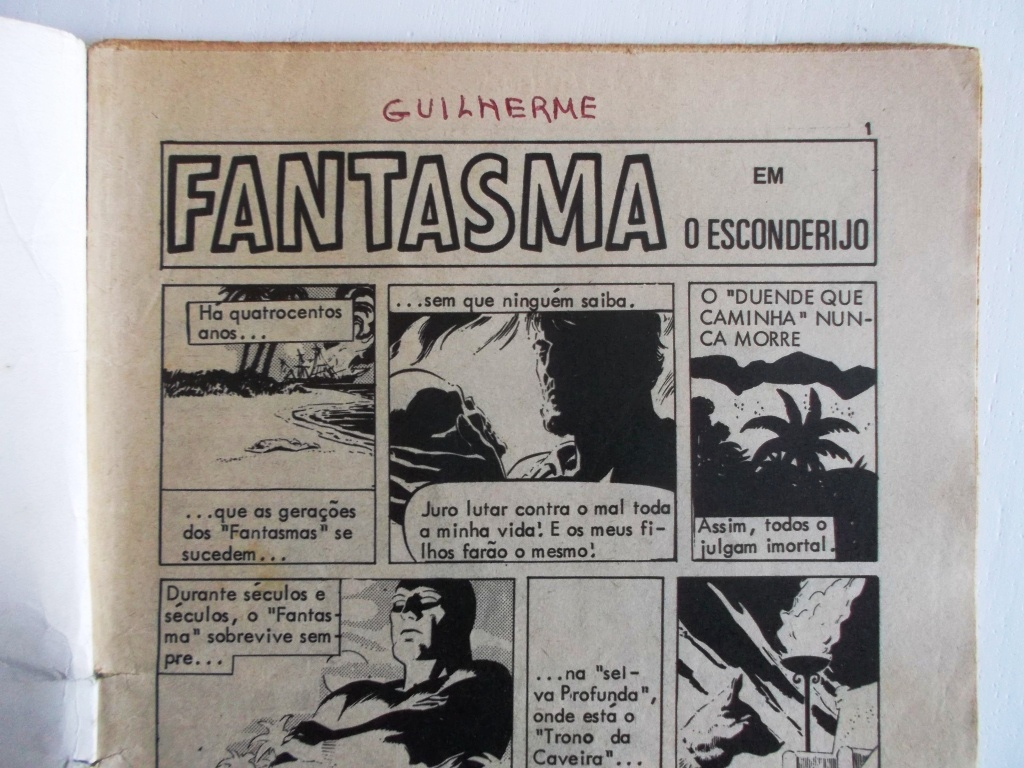 GUILHERME
1
FANTASMA
EM
O ESCONDERIJO
Há quatrocentos
anos...
...que as gerações
dos "Fantasmas" se
sucedem...
...sem que ninguém saiba.
Juro lutar contra o mal toda
a minha vida! E os meus fi-
lhos farão o mesmo!
O "DUENDE QUE
CAMINHA" NUN-
CA MORRE
Assim, todos o
julgam imortal.
Durante séculos e
séculos, o "Fantas-
ma" sobrevive sem-
pre...
...na "sel-
va Profunda",
onde está o
"Trono da
Caveira"...